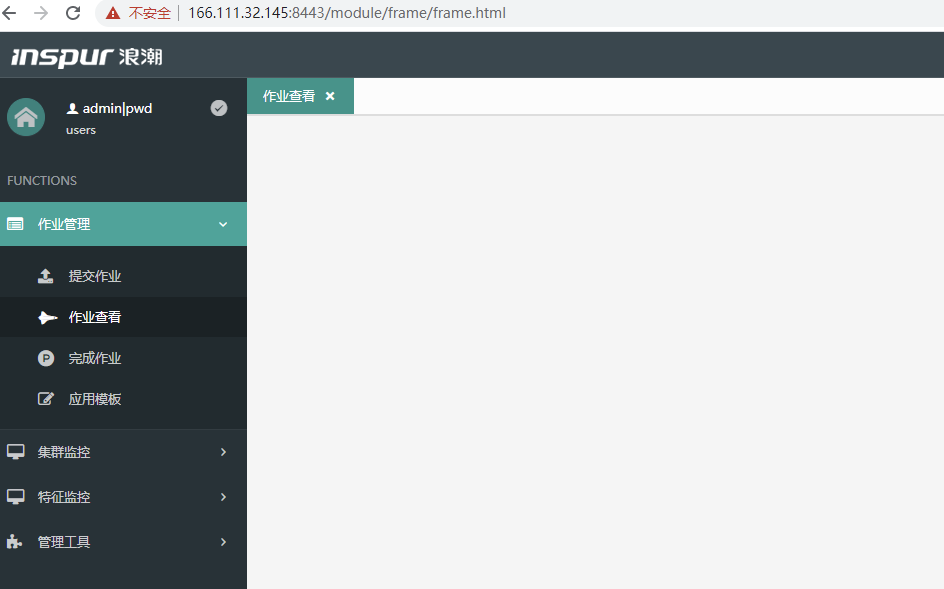 不安全 166.111.32.145:8443/module/frame/frame.html
inspur 浪潮
admin|pwd
users
作业查看
FUNCTIONS
作业管理
提交作业
作业查看
P 完成作业
应用模板
集群监控
特征监控
管理工具